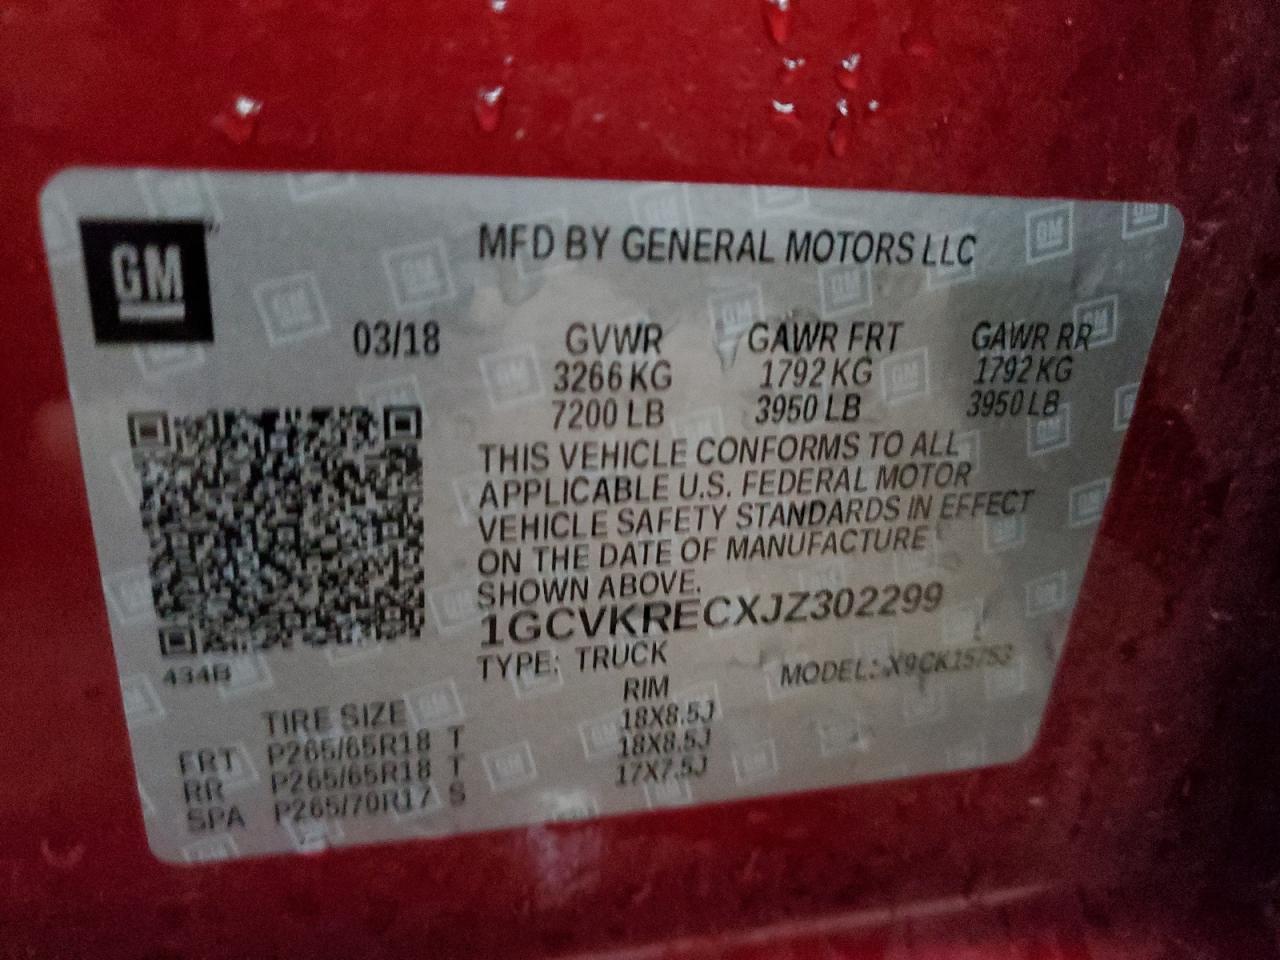 GM
MFD BY GENERAL MOTORS LLC
03/18 GVWR GAWR FRT GAWR RR
3266 KG 1792 KG 1792 KG
7200 LB 3950 LB 3950 LB
THIS VEHICLE CONFORMS TO ALL
APPLICABLE U.S. FEDERAL MOTOR
VEHICLE SAFETY STANDARDS IN EFFECT
ON THE DATE OF MANUFACTURE
SHOWN ABOVE.
1GCVKRECXJZ302299
434B
TYPE: TRUCK MODEL: X9CK15753
TIRE SIZE RIM
FRT P265/65R18 T 18X8.5J
RR P265/65R18 T 18X8.5J
SPA P265/70R17 S 17X7.5J